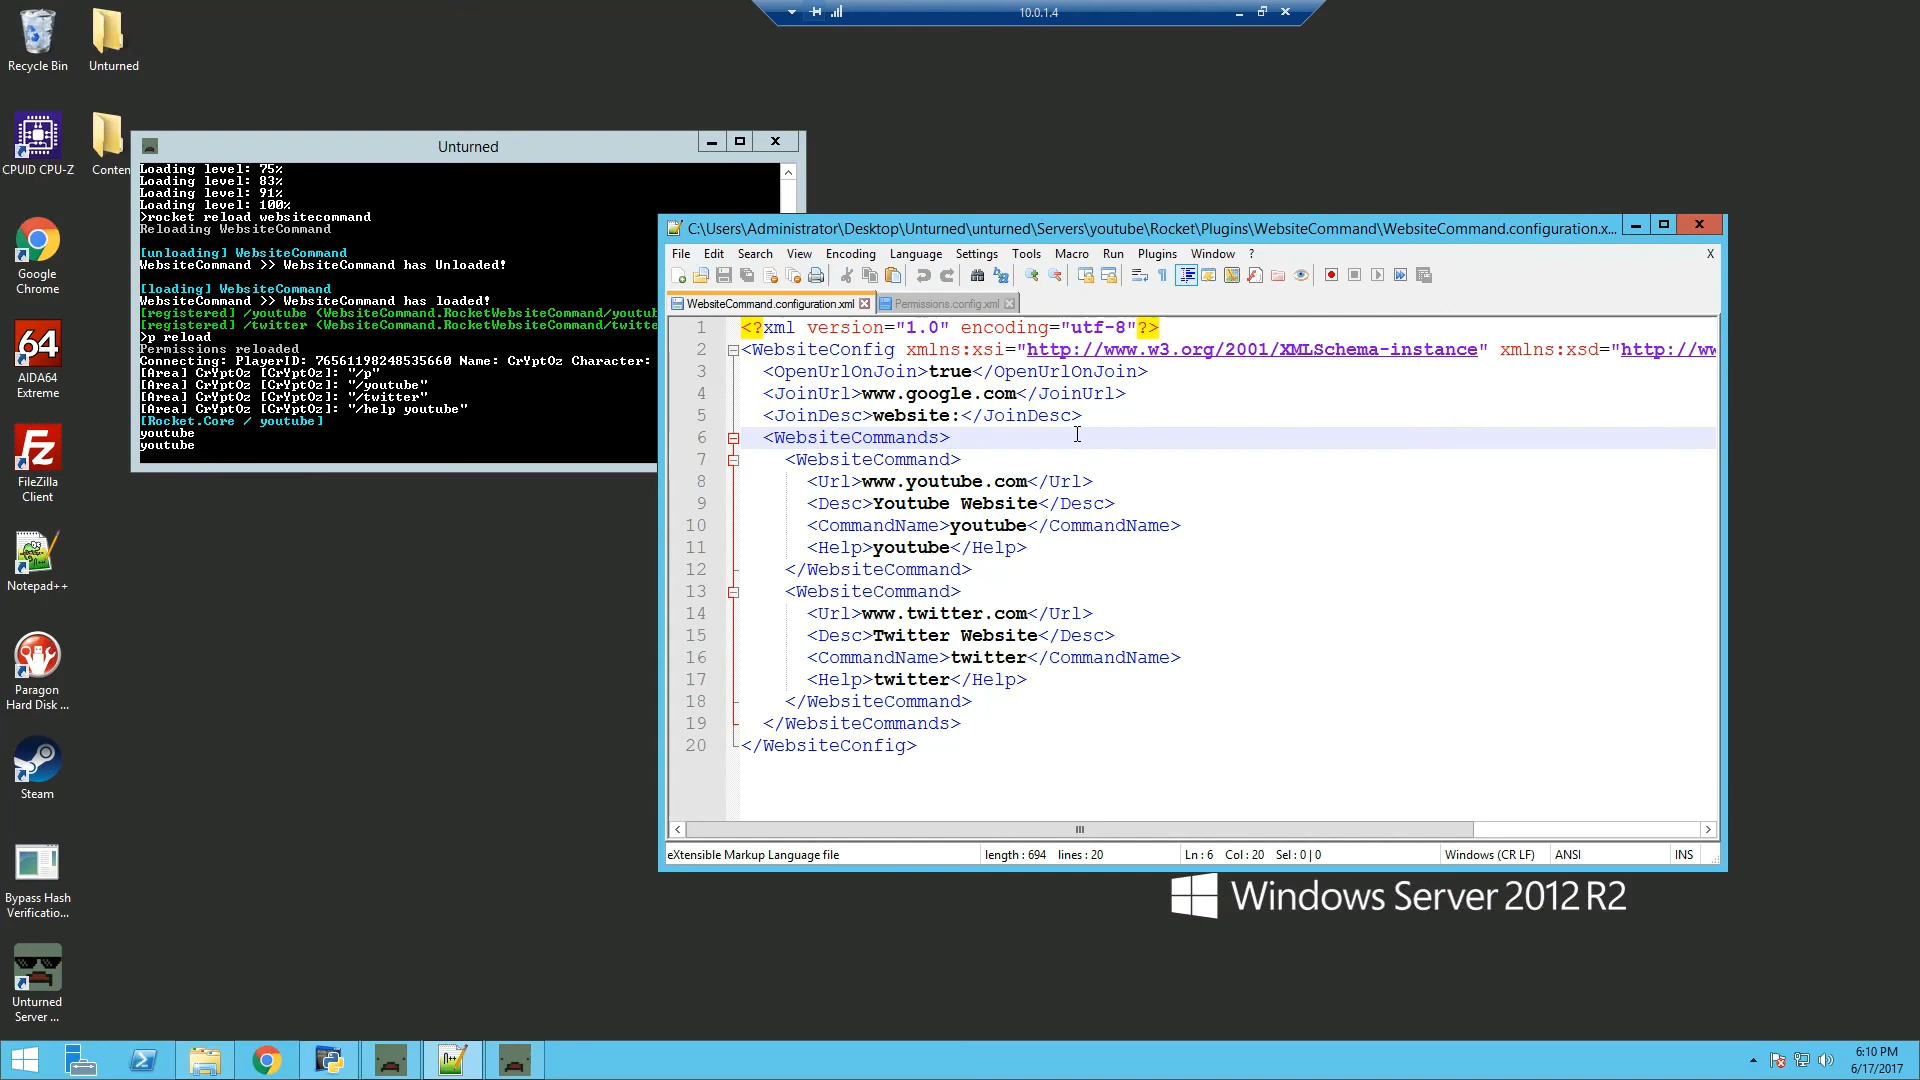 10.0.1.4
Recycle Bin
Unturned
CPUID CPU-Z
Conten
Google
Chrome
AIDA64
Extreme
FileZilla
Client
Notepad++
Paragon
Hard Disk ...
Steam
Bypass Hash
Verificatio...
Unturned
Server ...
Unturned
Loading level: 75%
Loading level: 83%
Loading level: 91%
Loading level: 100%
>rocket reload websitecommand
Reloading WebsiteCommand
[unloading] WebsiteCommand
WebsiteCommand >> WebsiteCommand has Unloaded!
[loading] WebsiteCommand
WebsiteCommand >> WebsiteCommand has loaded!
[registered] /youtube (WebsiteCommand.RocketWebsiteCommand/youtub
[registered] /twitter (WebsiteCommand.RocketWebsiteCommand/twitte
>p reload
Permissions reloaded
Connecting: PlayerID: 76561198248535660 Name: CrYptOz Character:
[Area] CrYptOz [CrYptOz]: "/p"
[Area] CrYptOz [CrYptOz]: "/youtube"
[Area] CrYptOz [CrYptOz]: "/twitter"
[Area] CrYptOz [CrYptOz]: "/help youtube"
[Rocket.Core / youtube]
youtube
youtube
C:\Users\Administrator\Desktop\Unturned\unturned\Servers\youtube\Rocket\Plugins\WebsiteCommand\WebsiteCommand.configuration.x...
File Edit Search View Encoding Language Settings Tools Macro Run Plugins Window ? X
WebsiteCommand.configuration.xml Permissions.config.xml
1 <?xml version="1.0" encoding="utf-8"?>
2 <WebsiteConfig xmlns:xsi="http://www.w3.org/2001/XMLSchema-instance" xmlns:xsd="http://ww
3 <OpenUrlOnJoin>true</OpenUrlOnJoin>
4 <JoinUrl>www.google.com</JoinUrl>
5 <JoinDesc>website:</JoinDesc>
6 <WebsiteCommands>
7 <WebsiteCommand>
8 <Url>www.youtube.com</Url>
9 <Desc>Youtube Website</Desc>
10 <CommandName>youtube</CommandName>
11 <Help>youtube</Help>
12 </WebsiteCommand>
13 <WebsiteCommand>
14 <Url>www.twitter.com</Url>
15 <Desc>Twitter Website</Desc>
16 <CommandName>twitter</CommandName>
17 <Help>twitter</Help>
18 </WebsiteCommand>
19 </WebsiteCommands>
20 </WebsiteConfig>
eXtensible Markup Language file length : 694 lines : 20 Ln : 6 Col : 20 Sel : 0 | 0 Windows (CR LF) ANSI INS
Windows Server 2012 R2
6:10 PM
6/17/2017